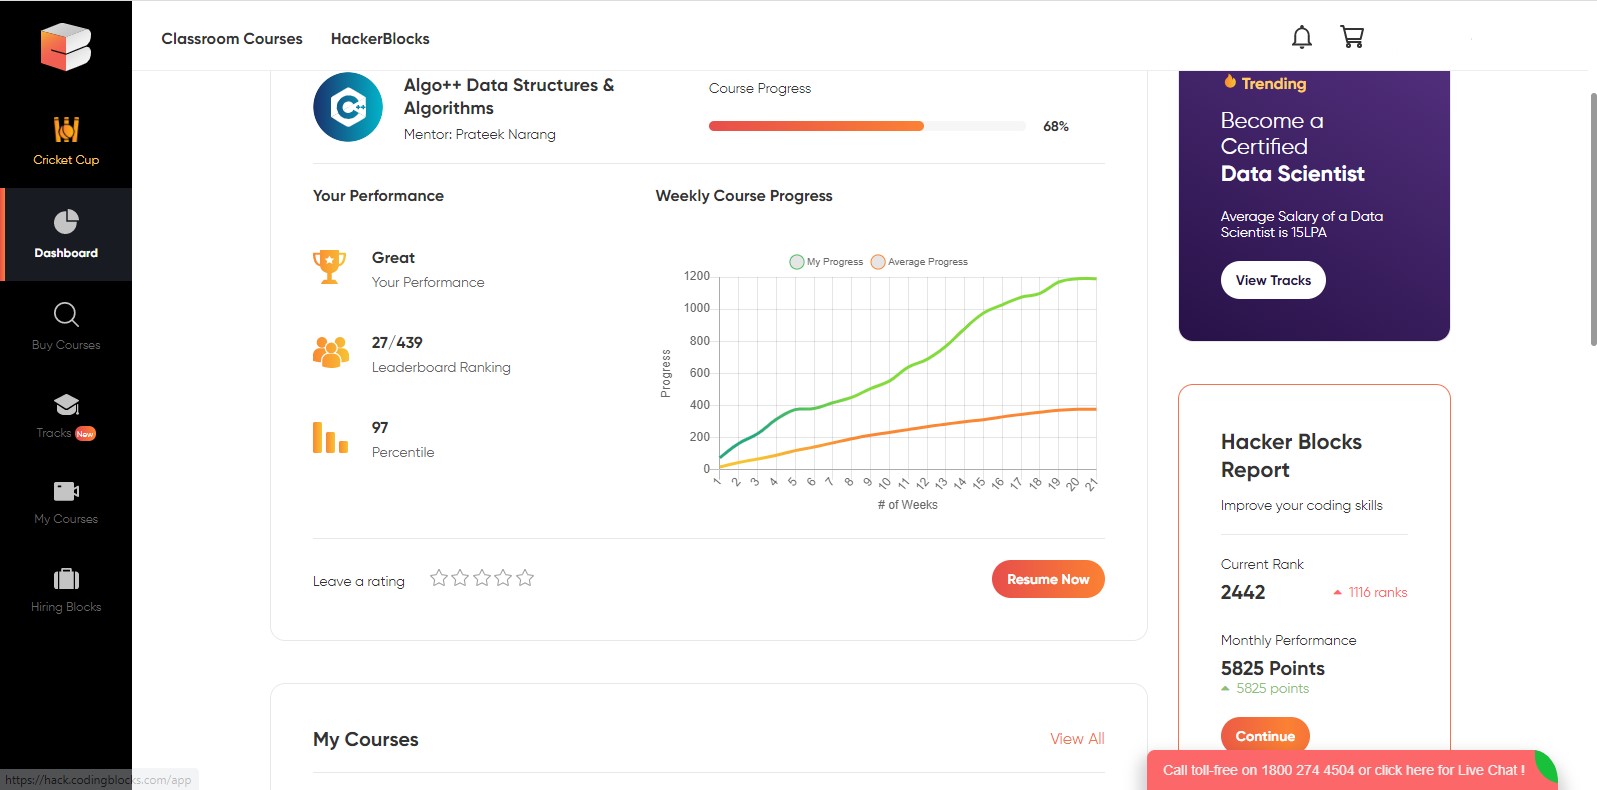 Classroom Courses
HackerBlocks
Cricket Cup
Dashboard
Buy Courses
Tracks New
My Courses
Hiring Blocks
Algo++ Data Structures &
Algorithms
Mentor: Prateek Narang
Course Progress
68%
Your Performance
Great
Your Performance
27/439
Leaderboard Ranking
97
Percentile
Weekly Course Progress
My Progress
Average Progress
1200
1000
800
600
400
200
0
Progress
1 2 3 4 5 6 7 8 9 10 11 12 13 14 15 16 17 18 19 20 21
# of Weeks
Leave a rating
Resume Now
My Courses
View All
Trending
Become a
Certified
Data Scientist
Average Salary of a Data
Scientist is 15LPA
View Tracks
Hacker Blocks
Report
Improve your coding skills
Current Rank
2442
1116 ranks
Monthly Performance
5825 Points
5825 points
Continue
Call toll-free on 1800 274 4504 or click here for Live Chat !
https://hack.codingblocks.com/app